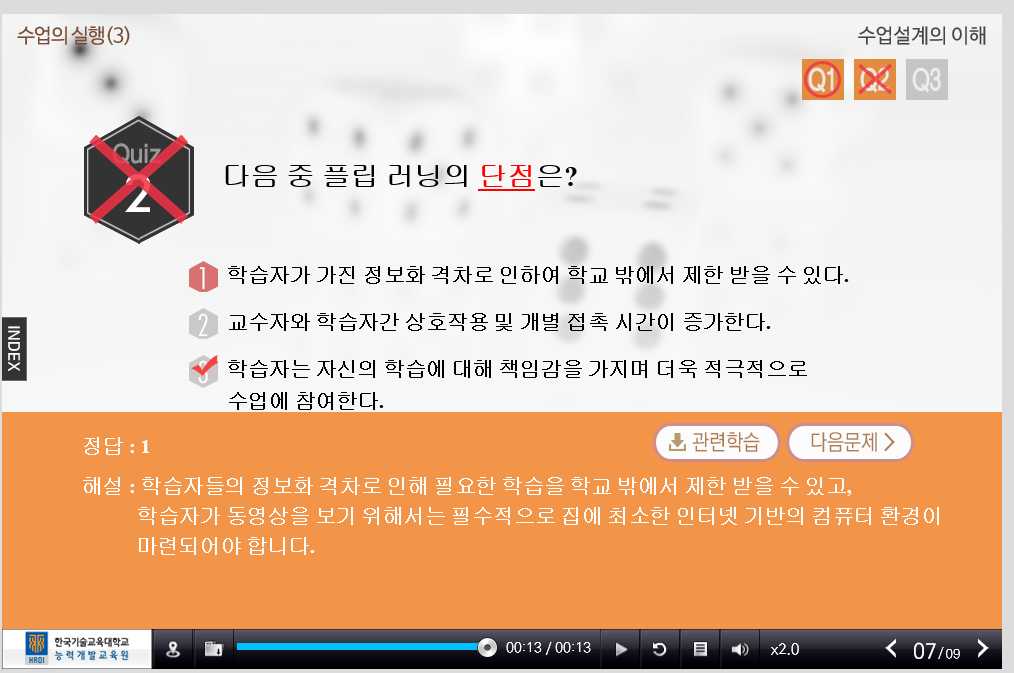 수업의 실행(3)
수업설계의 이해
Q1 Q2 Q3
Quiz
2
다음 중 플립 러닝의 단점은?
1 학습자가 가진 정보화 격차로 인하여 학교 밖에서 제한 받을 수 있다.
2 교수자와 학습자간 상호작용 및 개별 접촉 시간이 증가한다.
3 학습자는 자신의 학습에 대해 책임감을 가지며 더욱 적극적으로
수업에 참여한다.
INDEX
정답 : 1
관련학습
다음문제
해설 : 학습자들의 정보화 격차로 인해 필요한 학습을 학교 밖에서 제한 받을 수 있고,
학습자가 동영상을 보기 위해서는 필수적으로 집에 최소한 인터넷 기반의 컴퓨터 환경이
마련되어야 합니다.
HRDI
한국기술교육대학교
능력개발교육원
00:13 / 00:13
x2.0
07/09